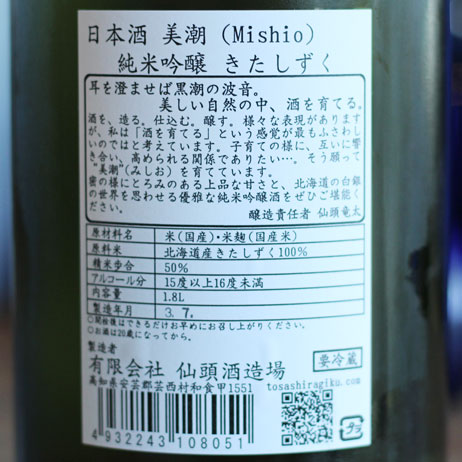 日本酒 美潮 (Mishio)
純米吟醸 きたしずく
耳を澄ませば黒潮の波音。
美しい自然の中、酒を育てる。
酒を、造る。仕込む。醸す。様々な表現があります
が、私は「酒を育てる」という感覚が最もふさわし
いのではと考えています。子育ての様に、互いに響
き合い、高められる関係でありたい…。そう願って
"美潮"(みしお)を育てています。
密の様にとろみのある上品な甘さと、北海道の白銀
の世界を思わせる優雅な純米吟醸酒をぜひご堪能く
ださい。
醸造責任者 仙頭竜太
原材料名 米(国産)・米麹(国産米)
原料米 北海道産きたしずく100%
精米歩合 50%
アルコール分 15度以上16度未満
内容量 1.8L
製造年月 3. 7
○開栓後はできるだけお早めにお召し上がりください。
○お酒は20歳になってから。
製造者
有限会社 仙頭酒造場
要冷蔵
高知県安芸郡芸西村和食甲1551
tosashiragiku.com/
4 932243 108051